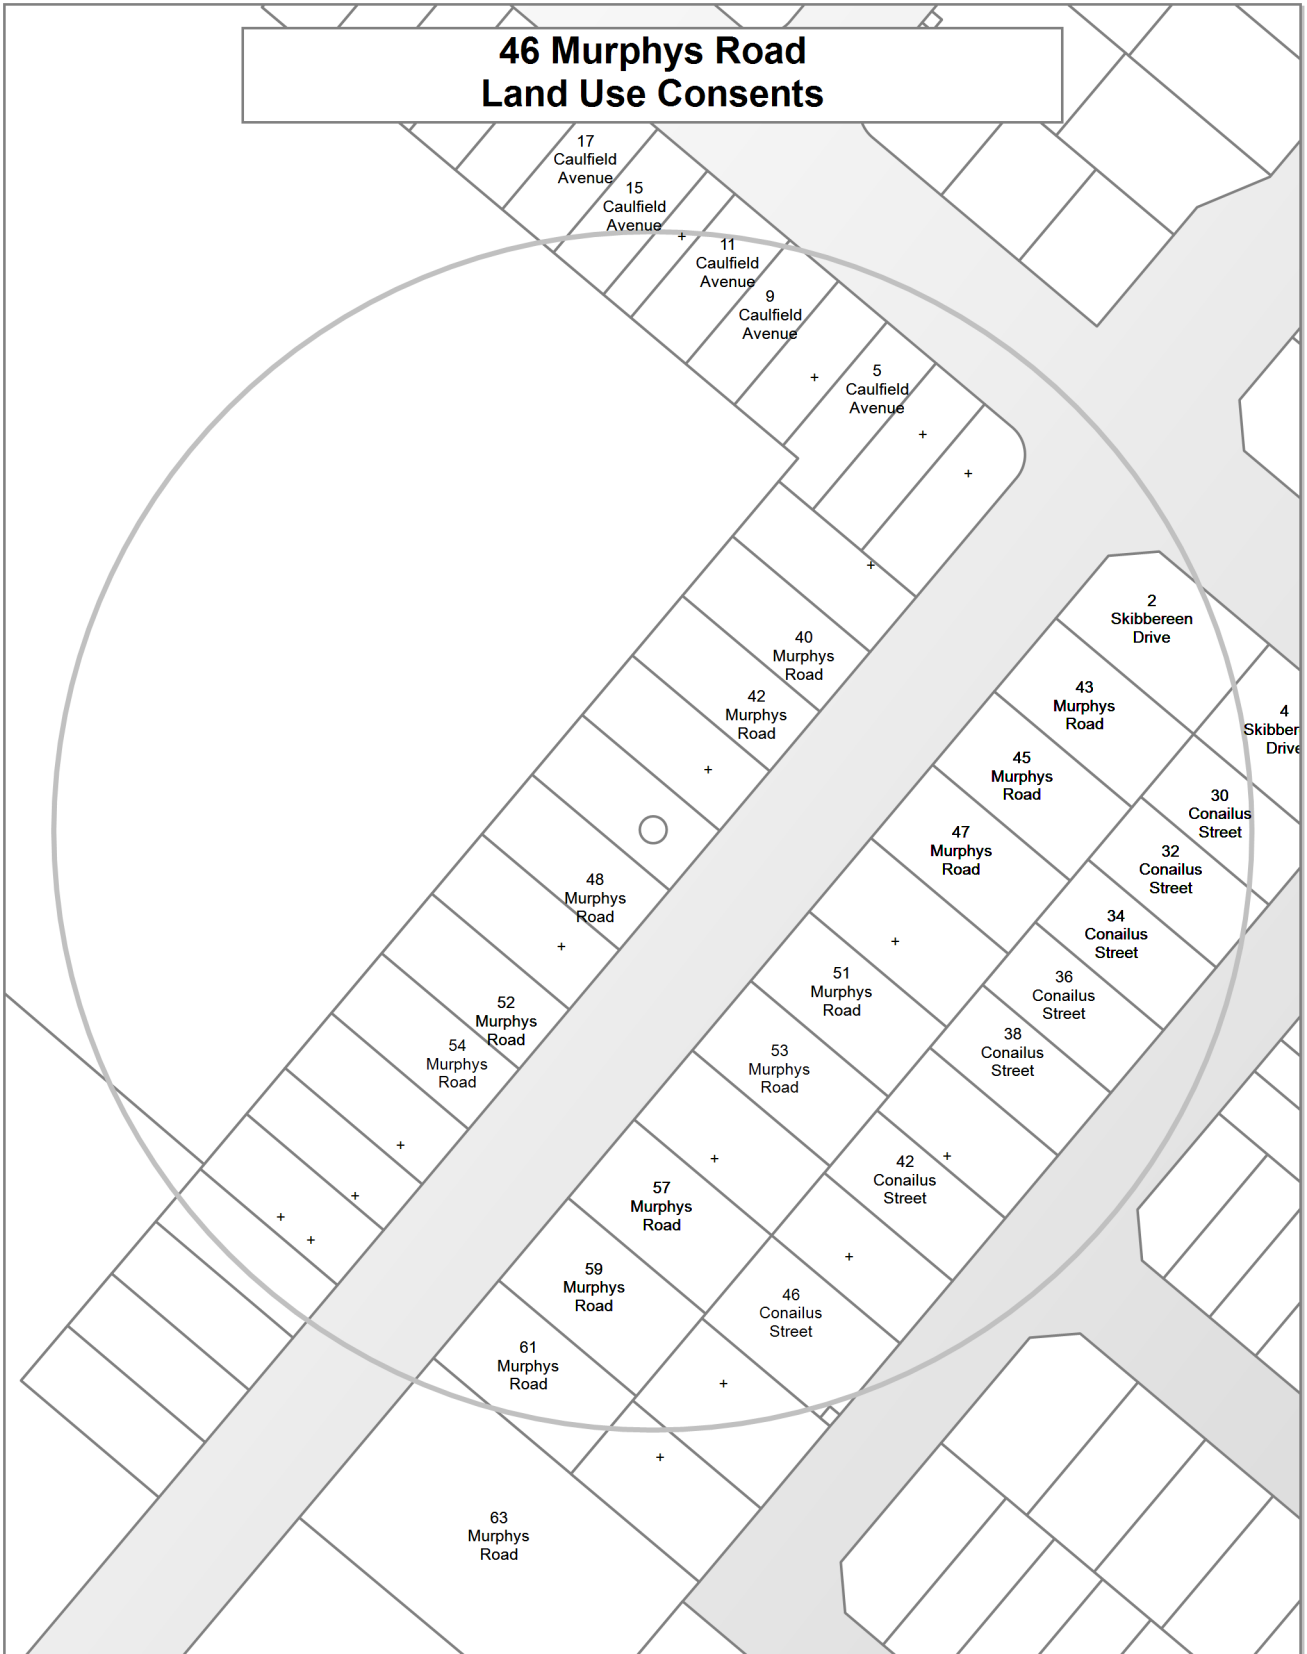 46 Murphys Road
Land Use Consents
17
Caulfield
Avenue
15
Caulfield
Avenue
11
Caulfield
Avenue
9
Caulfield
Avenue
5
Caulfield
Avenue
2
Skibbereen
Drive
40
Murphys
Road
42
Murphys
Road
43
Murphys
Road
4
Skibber
Drive
45
Murphys
Road
30
Conailus
Street
47
Murphys
Road
32
Conailus
Street
48
Murphys
Road
34
Conailus
Street
51
Murphys
Road
36
Conailus
Street
52
Murphys
Road
38
Conailus
Street
54
Murphys
Road
53
Murphys
Road
42
Conailus
Street
57
Murphys
Road
59
Murphys
Road
46
Conailus
Street
61
Murphys
Road
63
Murphys
Road